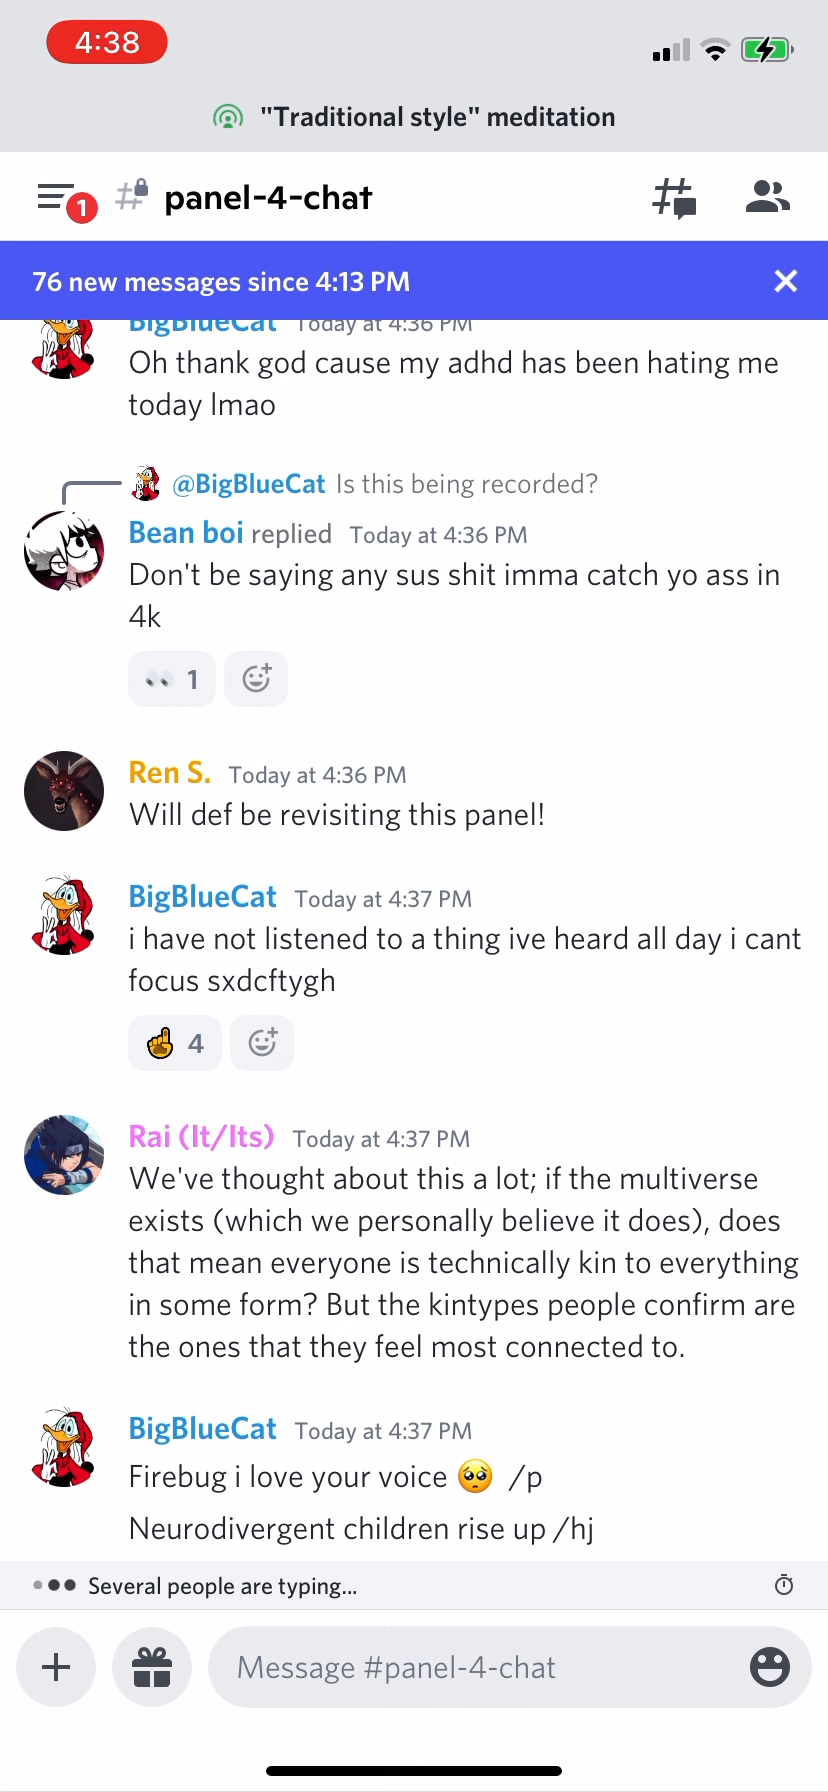 4:38
"Traditional style" meditation
1
panel-4-chat
76 new messages since 4:13 PM
BigBlueCat Today at 4:36 PM
Oh thank god cause my adhd has been hating me
today lmao
@BigBlueCat Is this being recorded?
Bean boi replied Today at 4:36 PM
Don't be saying any sus shit imma catch yo ass in
4k
1
Ren S. Today at 4:36 PM
Will def be revisiting this panel!
BigBlueCat Today at 4:37 PM
i have not listened to a thing ive heard all day i cant
focus sxdcftygh
4
Rai (It/Its) Today at 4:37 PM
We've thought about this a lot; if the multiverse
exists (which we personally believe it does), does
that mean everyone is technically kin to everything
in some form? But the kintypes people confirm are
the ones that they feel most connected to.
BigBlueCat Today at 4:37 PM
Firebug i love your voice 🥺 /p
Neurodivergent children rise up /hj
Several people are typing...
Message #panel-4-chat